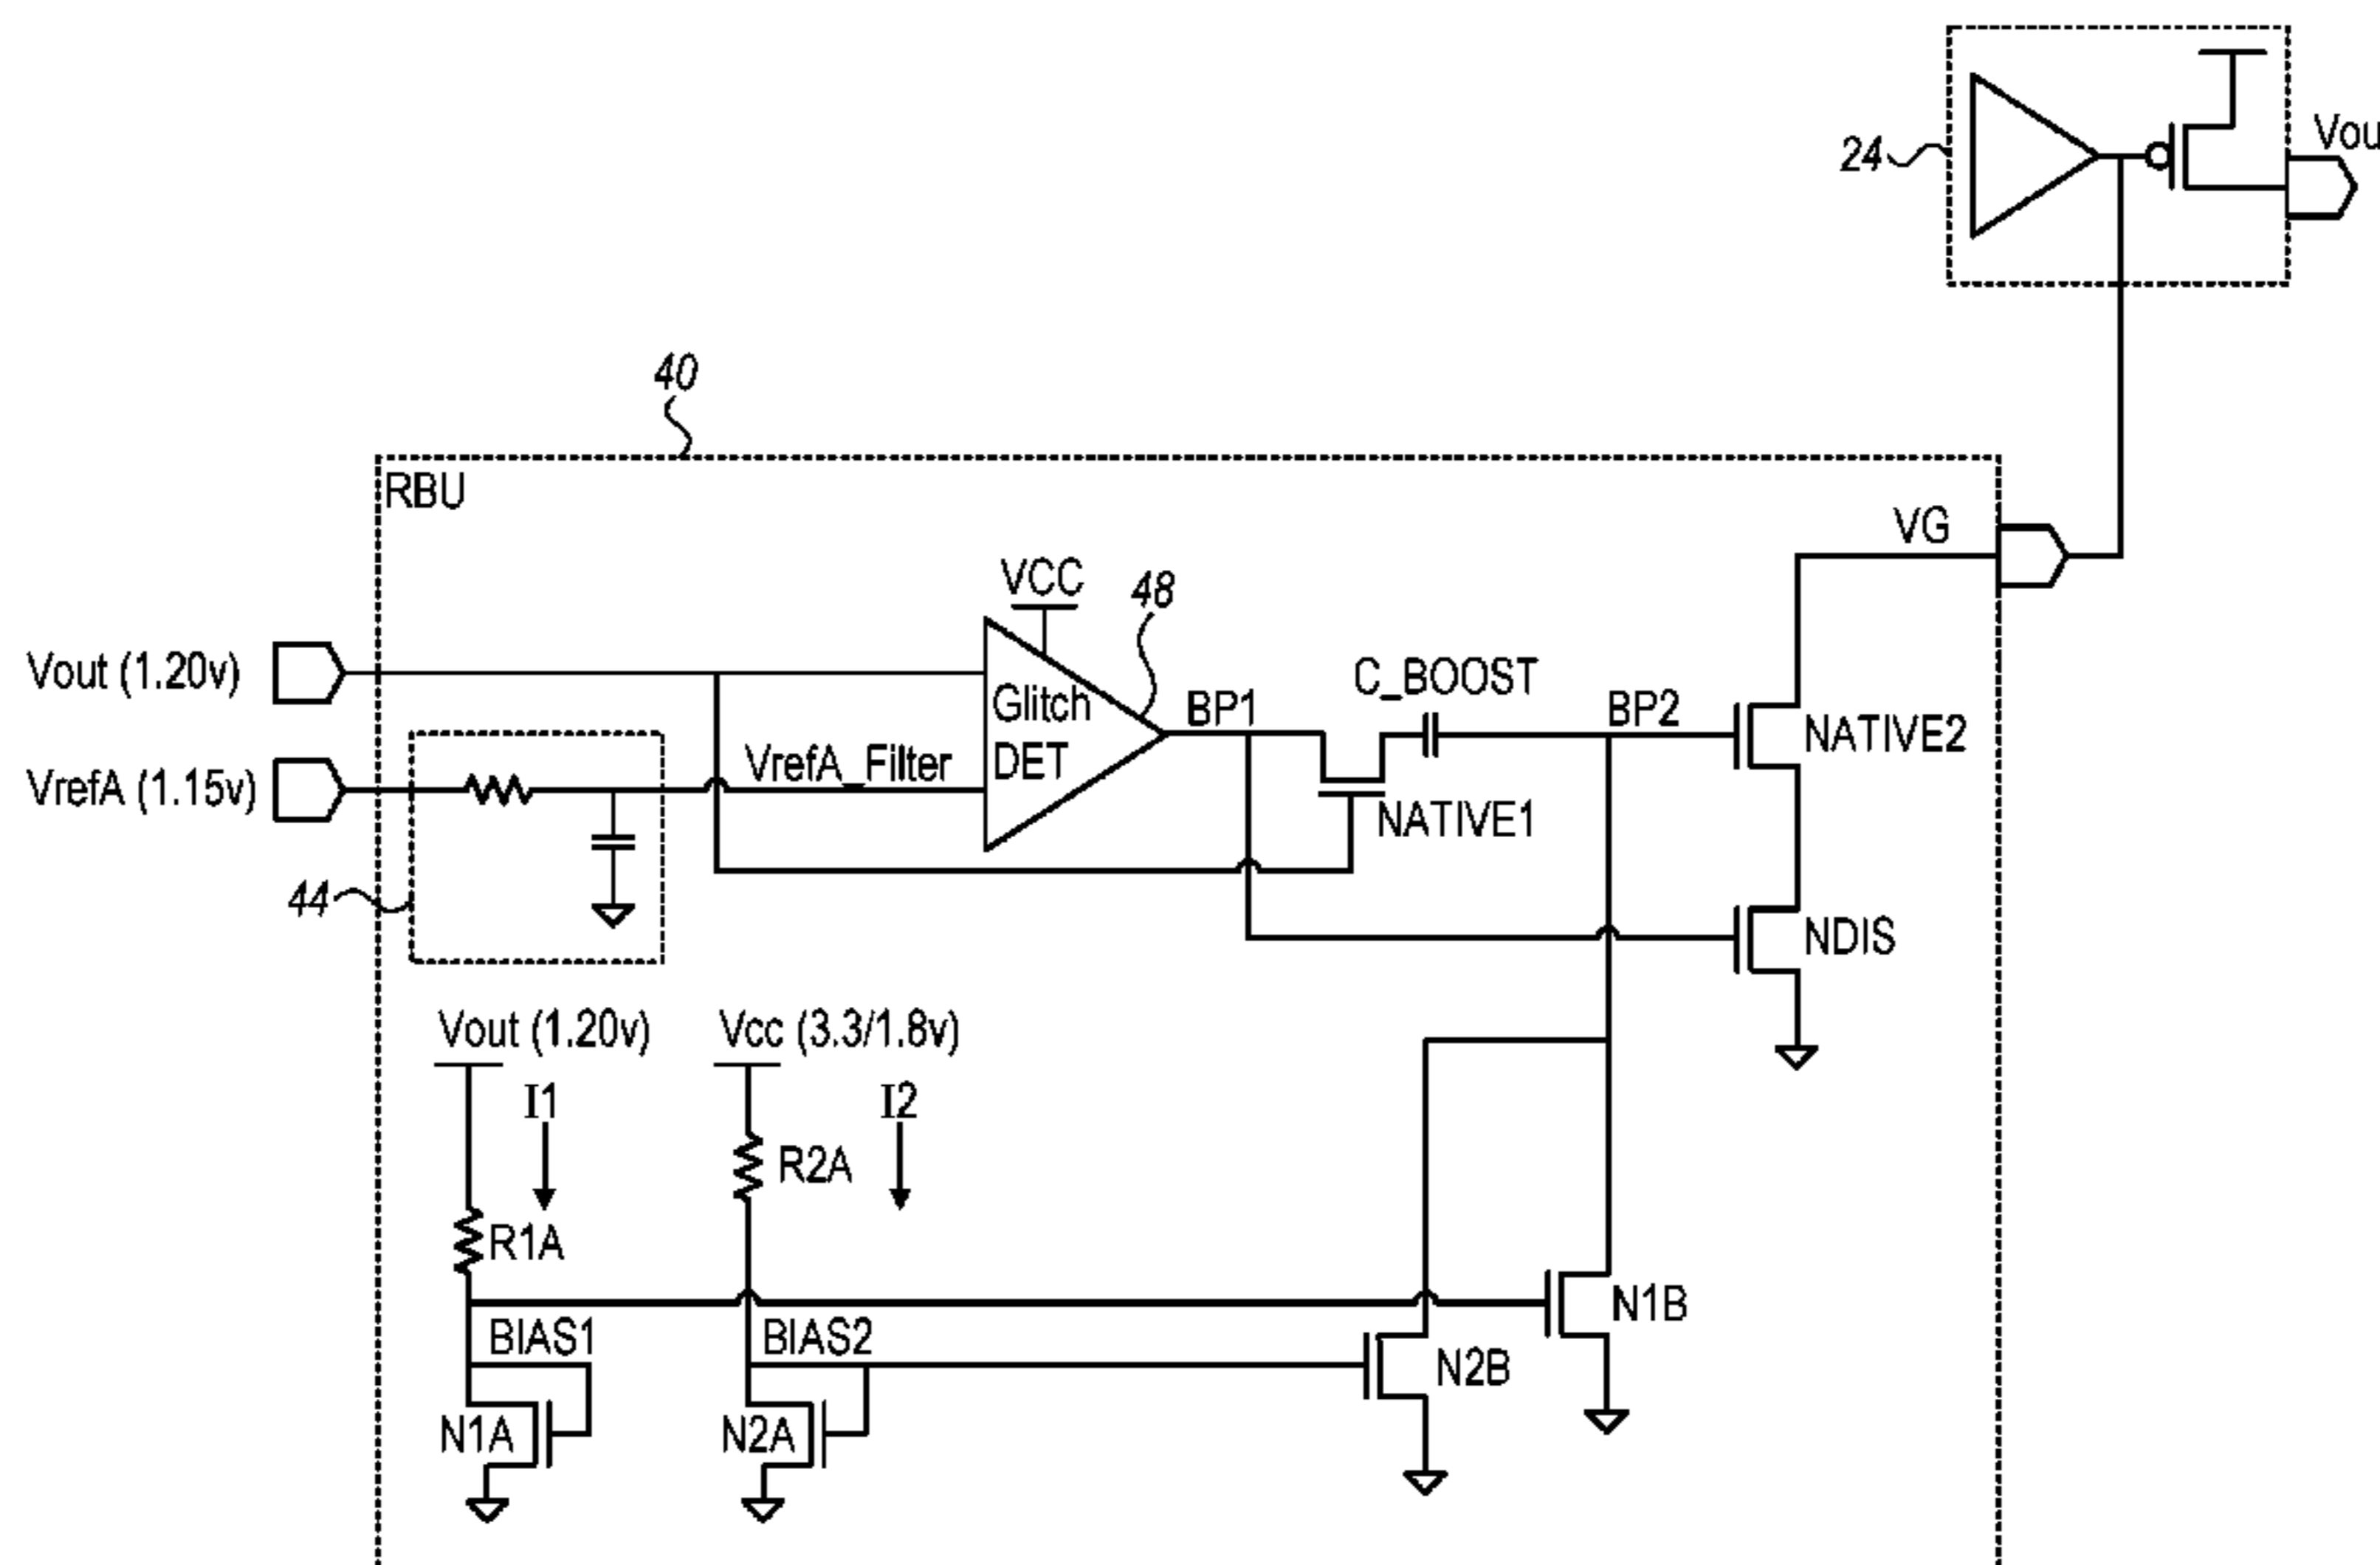 24
Vou
40
RBU
VG
VCC
48
Vout (1.20v)
Glitch
DET
BP1
C_BOOST
BP2
NATIVE2
VrefA (1.15v)
VrefA_Filter
NATIVE1
44
NDIS
Vout (1.20v)
Vcc (3.3/1.8v)
I1
I2
R2A
R1A
N1B
BIAS1
BIAS2
N2B
N1A
N2A